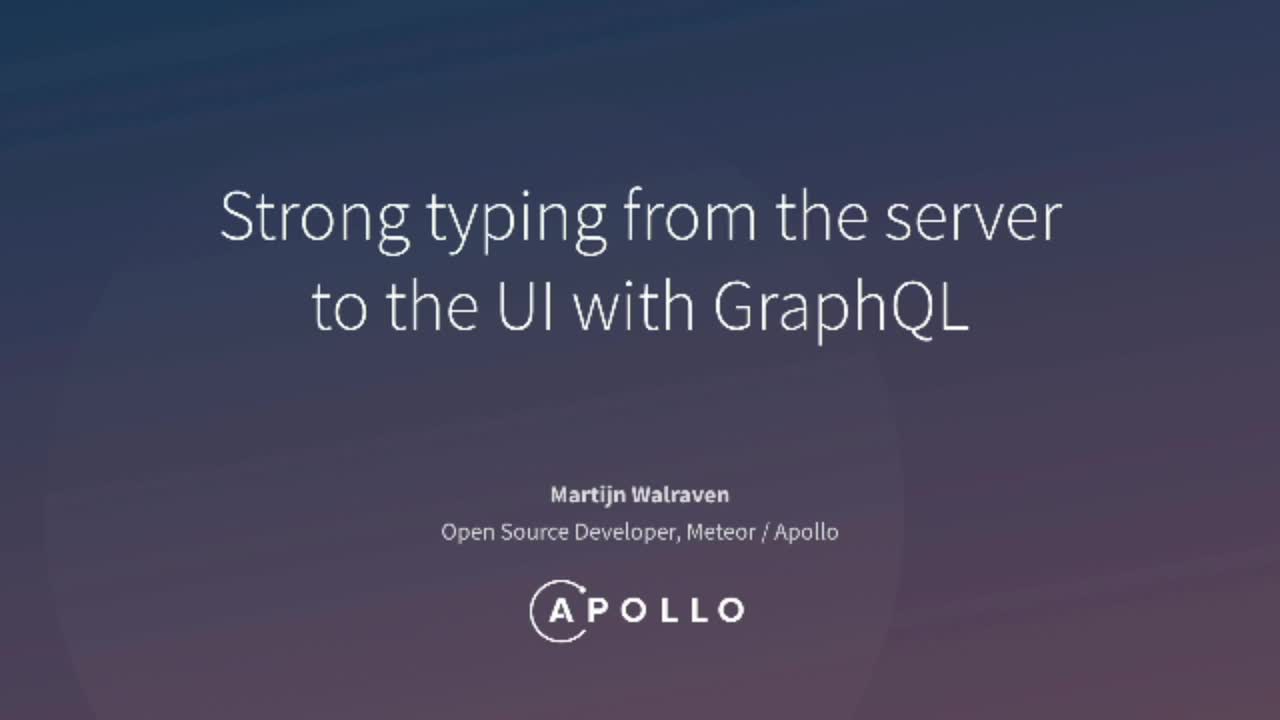 Strong typing from the server
to the UI with GraphQL
Martijn Walraven
Open Source Developer, Meteor / Apollo
APOLLO